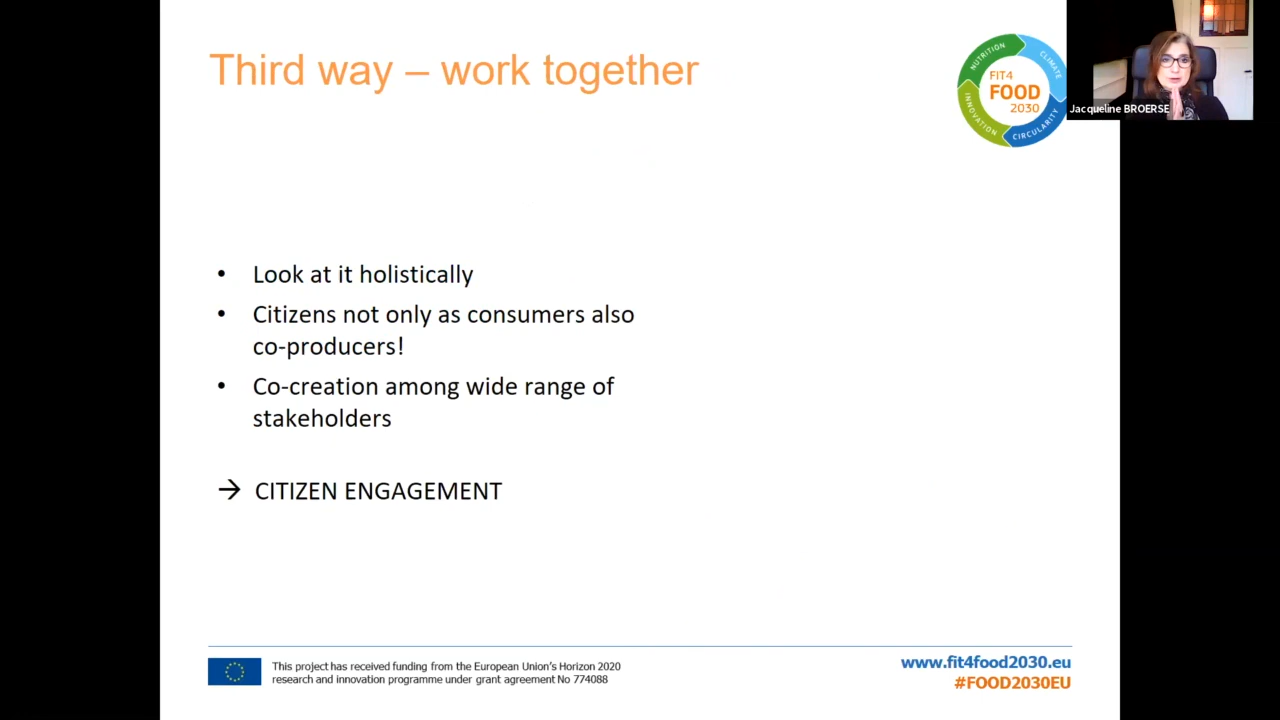 Third way – work together
NUTRITION
CLIMATE
FIT4
FOOD
2030
INNOVATION
CIRCULARITY
Jacqueline BROERSE
• Look at it holistically
• Citizens not only as consumers also
co-producers!
• Co-creation among wide range of
stakeholders
→ CITIZEN ENGAGEMENT
This project has received funding from the European Union's Horizon 2020
research and innovation programme under grant agreement No 774088
www.fit4food2030.eu
#FOOD2030EU